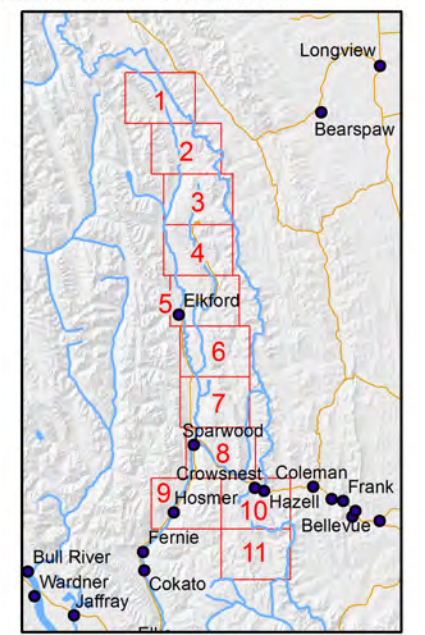 Longview
Bearspaw
1
2
3
4
5
Elkford
6
7
Sparwood
8
Crowsnest
Coleman
9
Hosmer
10
Hazell
Frank
Bellevue
Fernie
11
Bull River
Cokato
Wardner
Jaffray